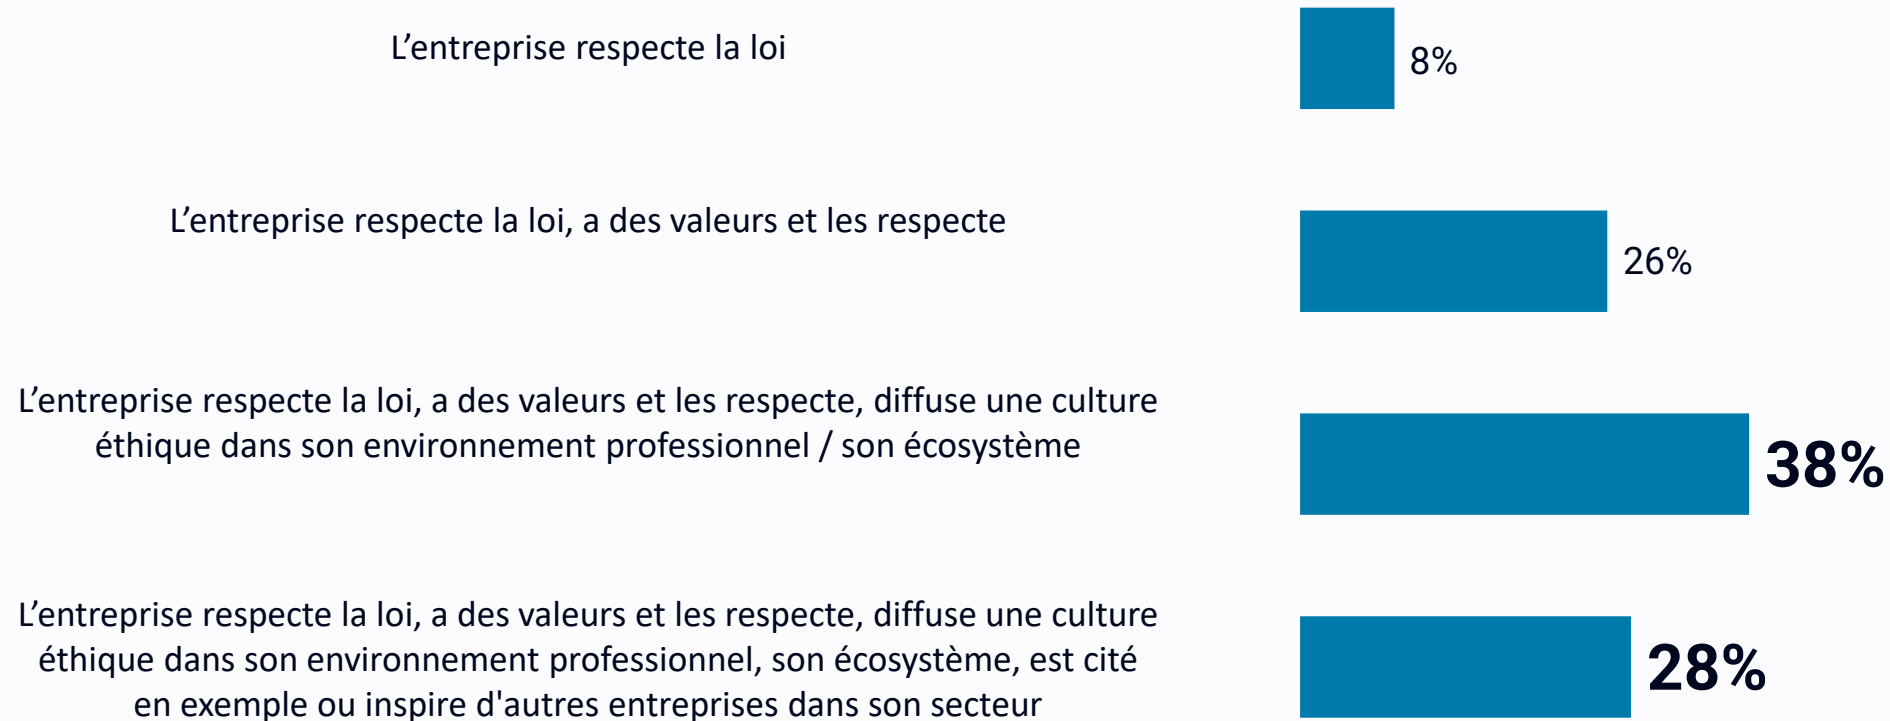 L’entreprise respecte la loi
8%
L’entreprise respecte la loi, a des valeurs et les respecte
26%
L’entreprise respecte la loi, a des valeurs et les respecte, diffuse une culture
éthique dans son environnement professionnel / son écosystème
38%
L’entreprise respecte la loi, a des valeurs et les respecte, diffuse une culture
éthique dans son environnement professionnel, son écosystème, est cité
en exemple ou inspire d'autres entreprises dans son secteur
28%